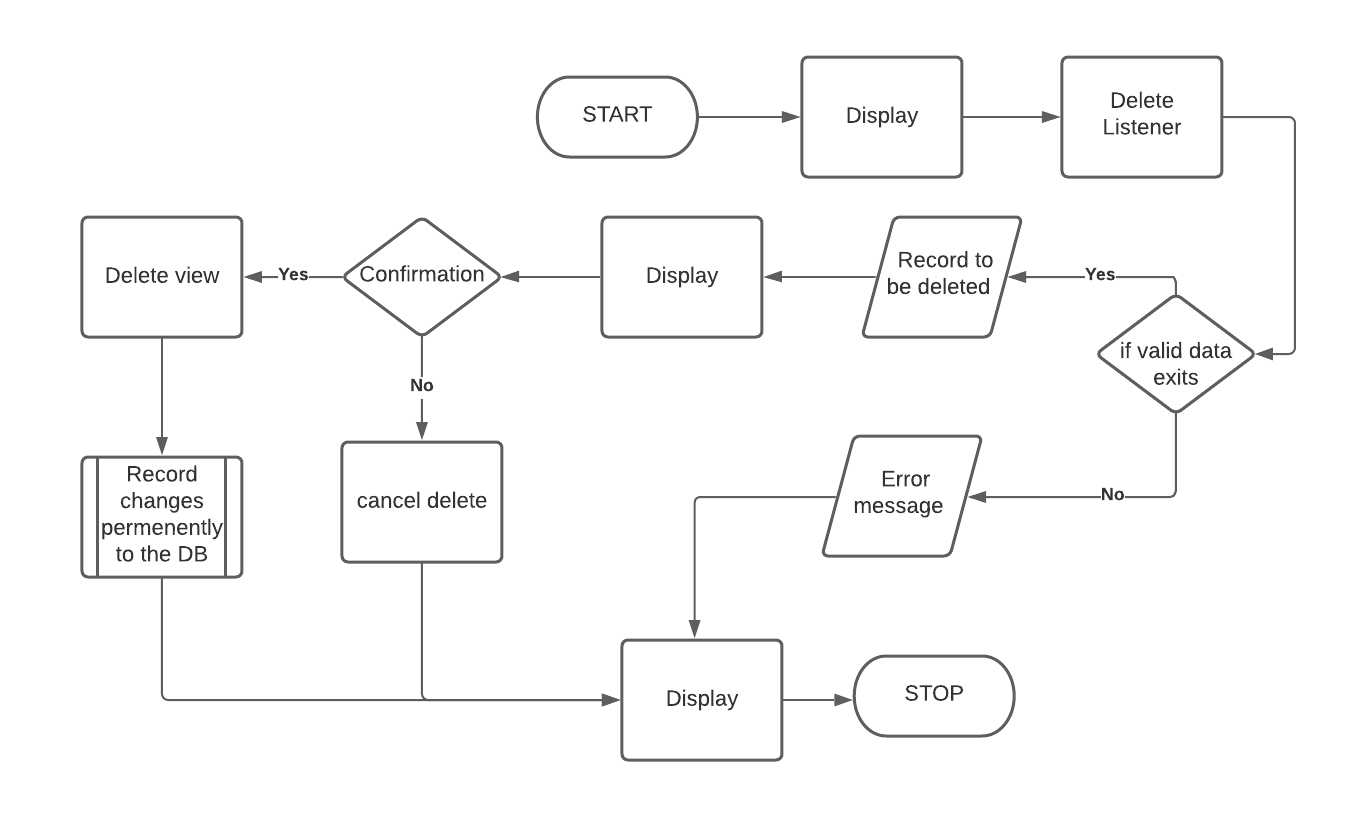 START
Display
Delete
Listener
Delete view
Yes
Confirmation
Display
Record to
be deleted
Yes
if valid data
exits
No
Record
changes
permenently
to the DB
cancel delete
Error
message
No
Display
STOP